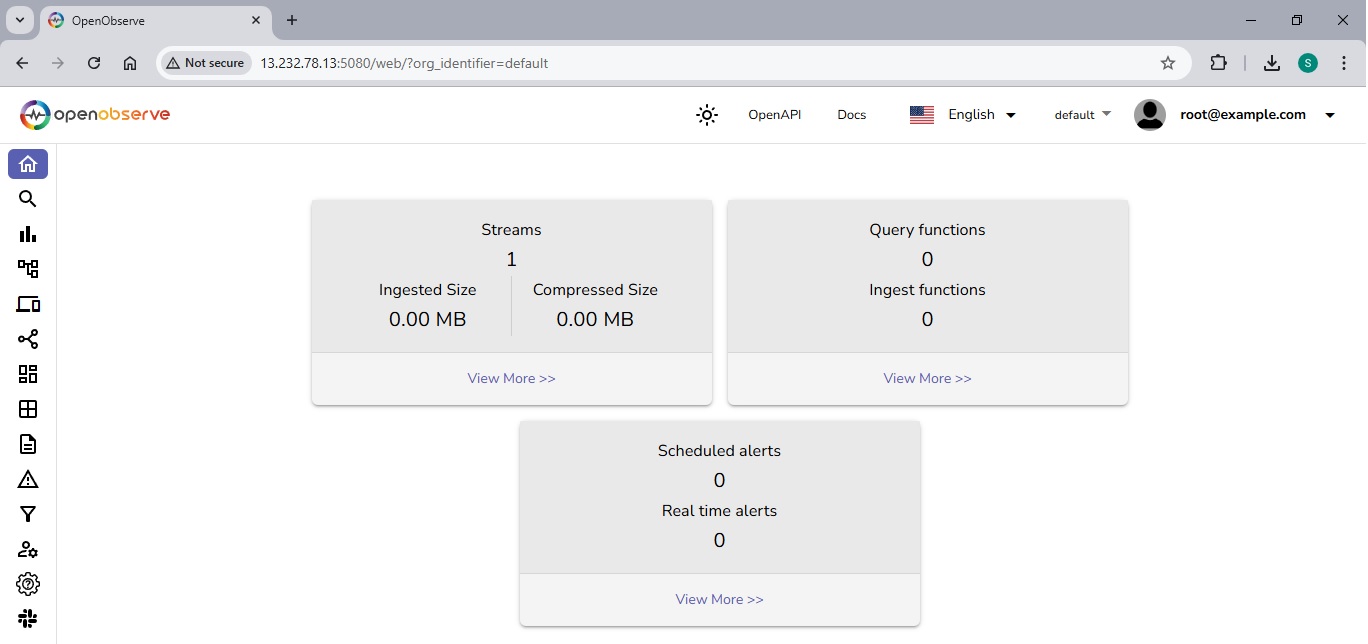 OpenObserve
Not secure
13.232.78.13:5080/web/?org_identifier=default
S
openobserve
OpenAPI
Docs
English
default
root@example.com
Streams
1
Ingested Size
Compressed Size
0.00 MB
0.00 MB
View More >>
Query functions
0
Ingest functions
0
View More >>
Scheduled alerts
0
Real time alerts
0
View More >>